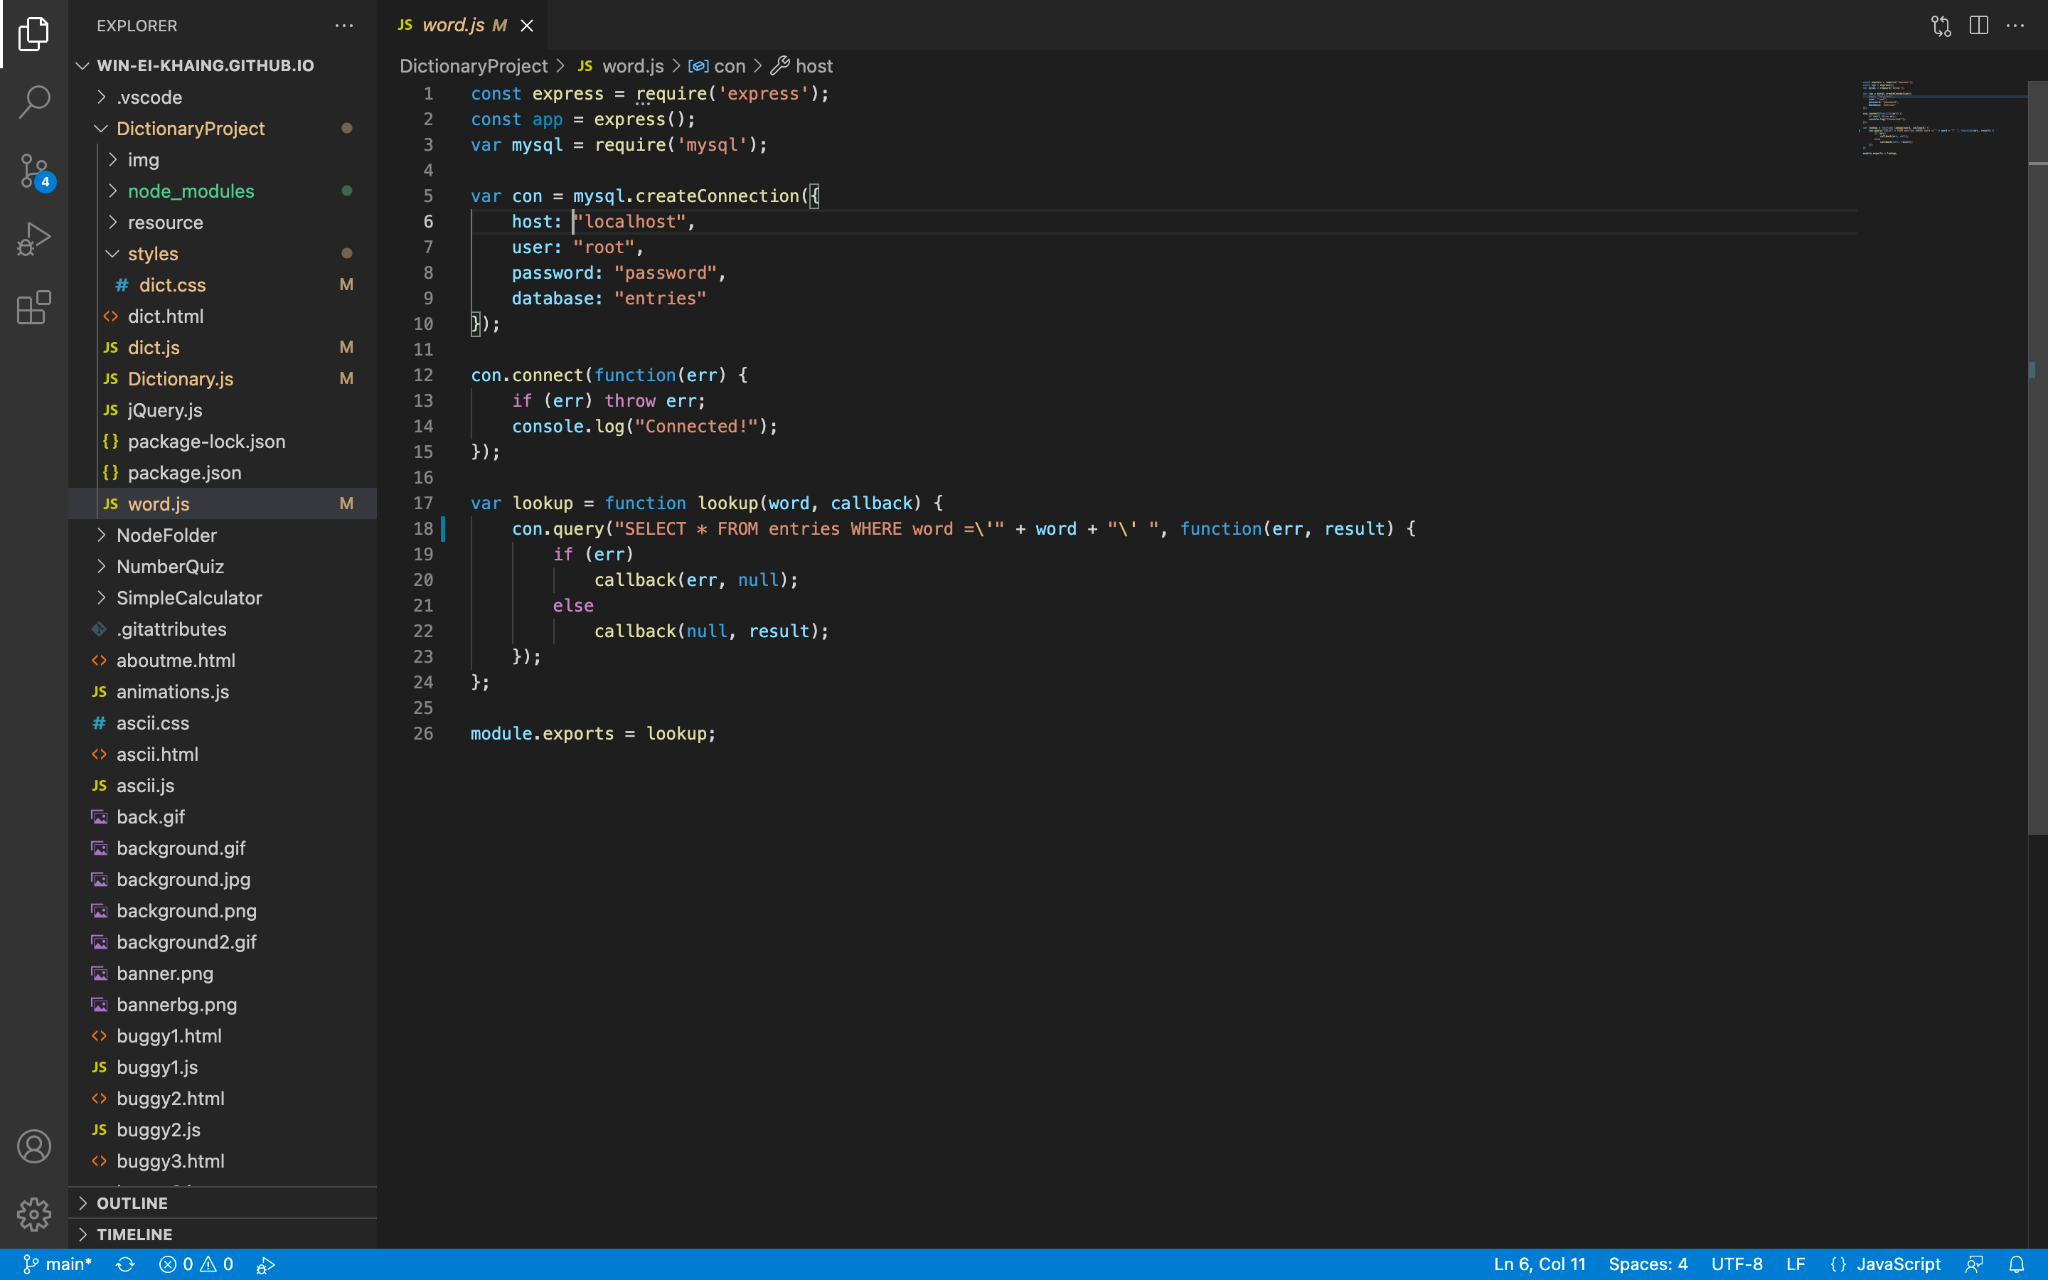 EXPLORER
WIN-EI-KHAING.GITHUB.IO
.vscode
DictionaryProject
img
node_modules
resource
styles
# dict.css M
<> dict.html
JS dict.js M
JS Dictionary.js M
JS jQuery.js
{} package-lock.json
{} package.json
JS word.js M
NodeFolder
NumberQuiz
SimpleCalculator
.gitattributes
<> aboutme.html
JS animations.js
# ascii.css
<> ascii.html
JS ascii.js
back.gif
background.gif
background.jpg
background.png
background2.gif
banner.png
bannerbg.png
<> buggy1.html
JS buggy1.js
<> buggy2.html
JS buggy2.js
<> buggy3.html
OUTLINE
TIMELINE
4
JS word.js M
DictionaryProject > JS word.js > con > host
1 const express = require('express');
2 const app = express();
3 var mysql = require('mysql');
4
5 var con = mysql.createConnection({
6     host: "localhost",
7     user: "root",
8     password: "password",
9     database: "entries"
10 });
11
12 con.connect(function(err) {
13     if (err) throw err;
14     console.log("Connected!");
15 });
16
17 var lookup = function lookup(word, callback) {
18     con.query("SELECT * FROM entries WHERE word =\'" + word + "\' ", function(err, result) {
19         if (err)
20             callback(err, null);
21         else
22             callback(null, result);
23     });
24 };
25
26 module.exports = lookup;
main* 0 0 Ln 6, Col 11 Spaces: 4 UTF-8 LF {} JavaScript